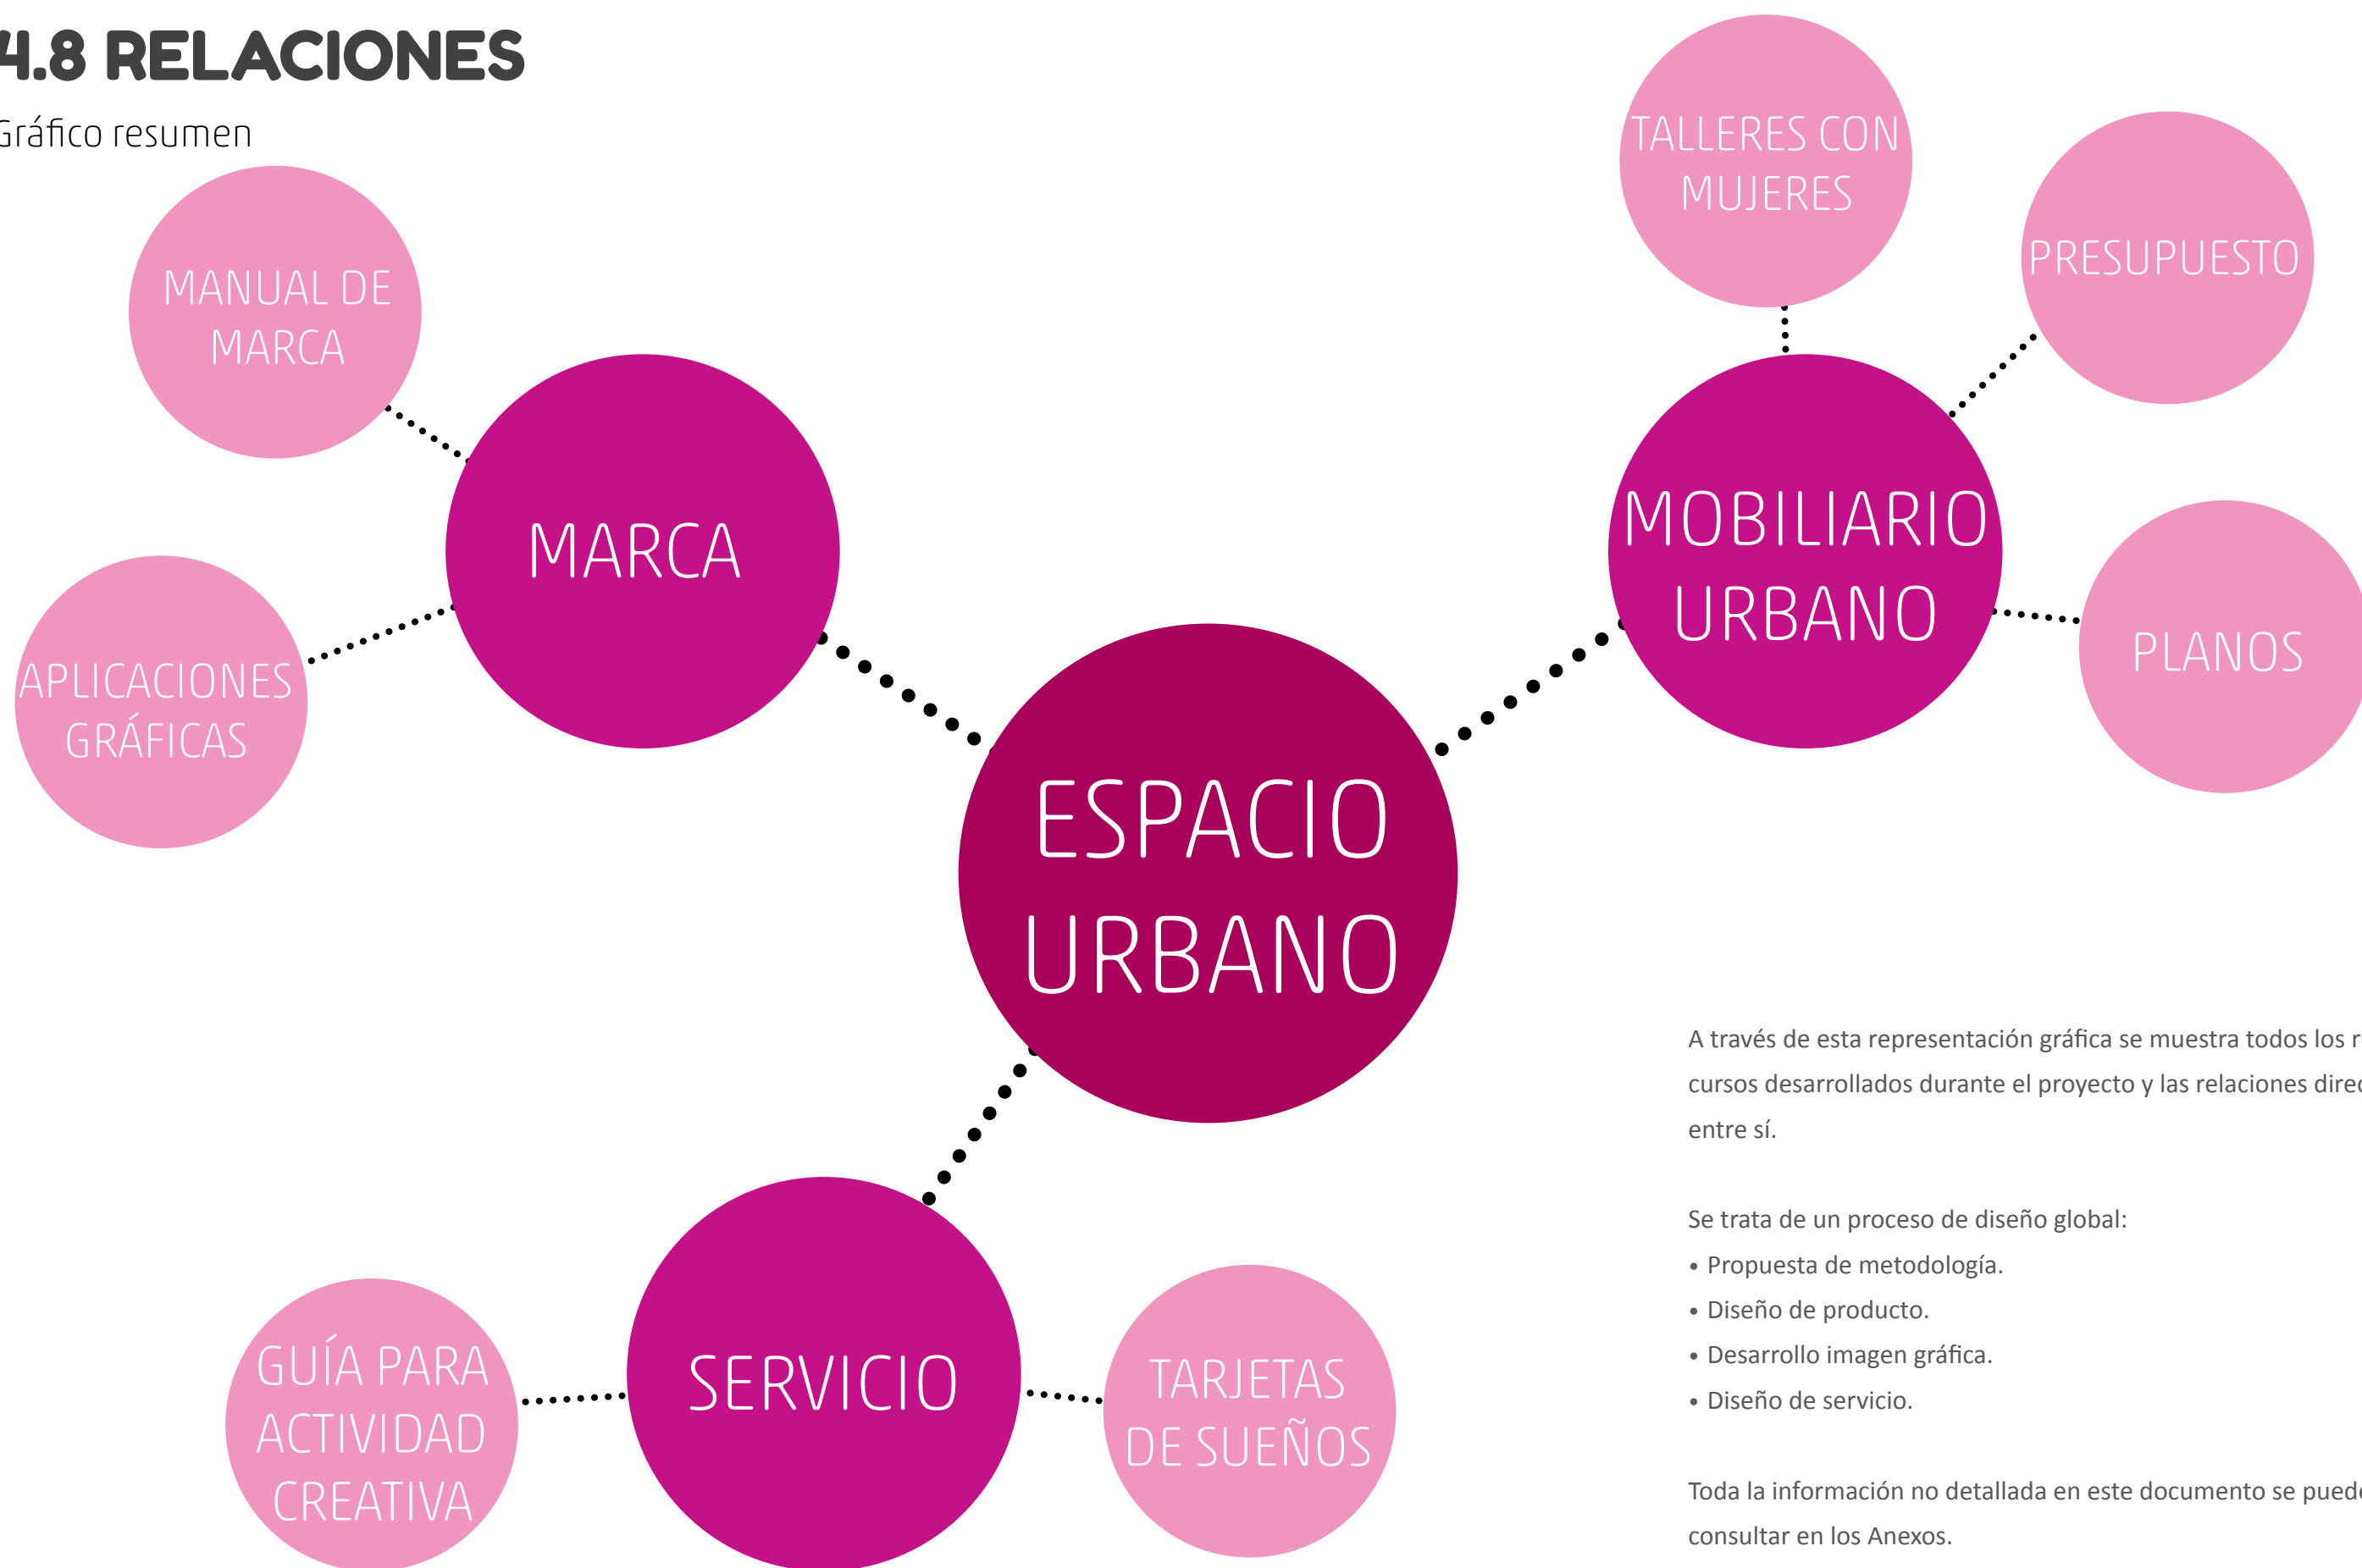 4.8 RELACIONES
Gráfico resumen
MANUAL DE
MARCA
APLICACIONES
GRÁFICAS
MARCA
TALLERES CON
MUJERES
PRESUPUESTO
MOBILIARIO
URBANO
PLANOS
ESPACIO
URBANO
SERVICIO
GUÍA PARA
ACTIVIDAD
CREATIVA
TARJETAS
DE SUEÑOS
A través de esta representación gráfica se muestra todos los re
cursos desarrollados durante el proyecto y las relaciones direc
entre sí.
Se trata de un proceso de diseño global:
• Propuesta de metodología.
• Diseño de producto.
• Desarrollo imagen gráfica.
• Diseño de servicio.
Toda la información no detallada en este documento se puede
consultar en los Anexos.